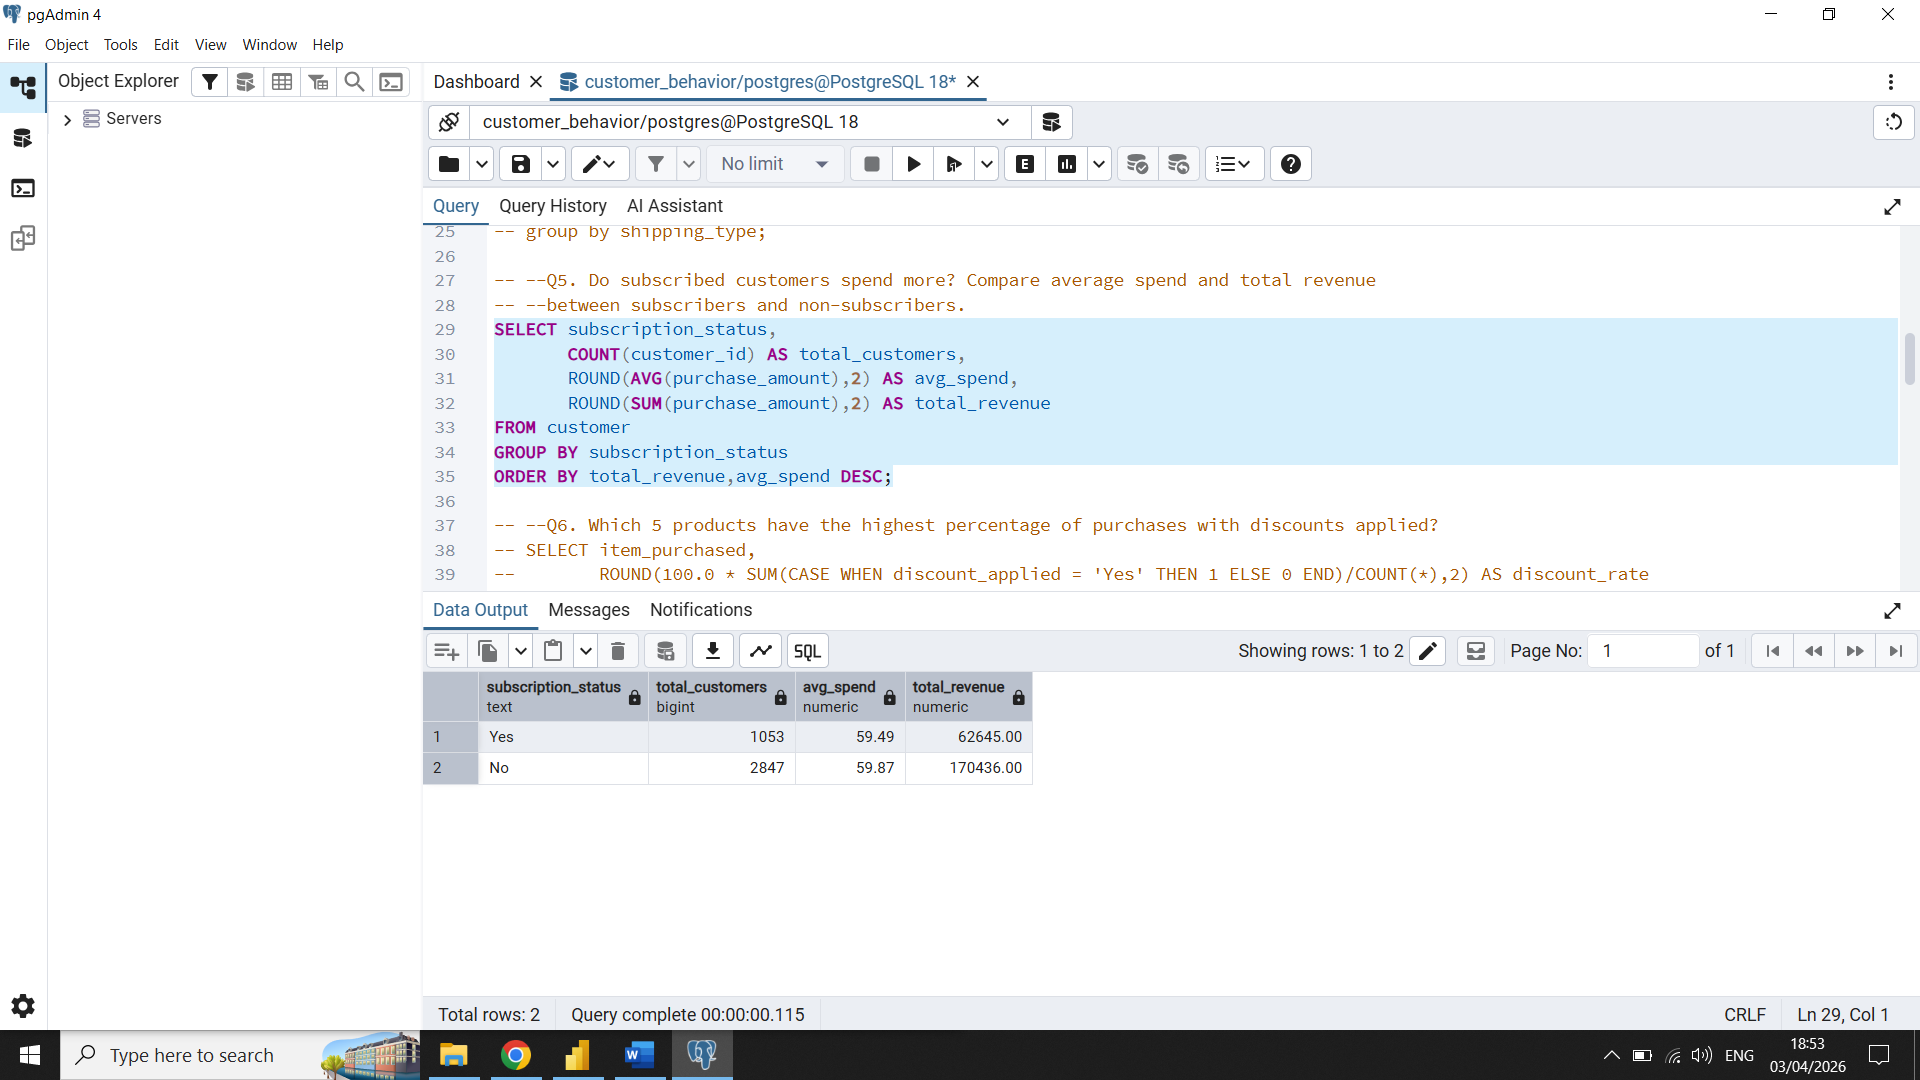 pgAdmin 4
File Object Tools Edit View Window Help
Object Explorer
Servers
Dashboard customer_behavior/postgres@PostgreSQL 18*
customer_behavior/postgres@PostgreSQL 18
No limit
E
Query Query History AI Assistant
25 -- group by shipping_type;
26
27 -- --Q5. Do subscribed customers spend more? Compare average spend and total revenue
28 -- --between subscribers and non-subscribers.
29 SELECT subscription_status,
30 COUNT(customer_id) AS total_customers,
31 ROUND(AVG(purchase_amount),2) AS avg_spend,
32 ROUND(SUM(purchase_amount),2) AS total_revenue
33 FROM customer
34 GROUP BY subscription_status
35 ORDER BY total_revenue,avg_spend DESC;
36
37 -- --Q6. Which 5 products have the highest percentage of purchases with discounts applied?
38 -- SELECT item_purchased,
39 -- ROUND(100.0 * SUM(CASE WHEN discount_applied = 'Yes' THEN 1 ELSE 0 END)/COUNT(*),2) AS discount_rate
Data Output Messages Notifications
SQL Showing rows: 1 to 2 Page No: 1 of 1
subscription_status total_customers avg_spend total_revenue
text bigint numeric numeric
1 Yes 1053 59.49 62645.00
2 No 2847 59.87 170436.00
Total rows: 2 Query complete 00:00:00.115 CRLF Ln 29, Col 1
Type here to search W ENG 18:53
03/04/2026